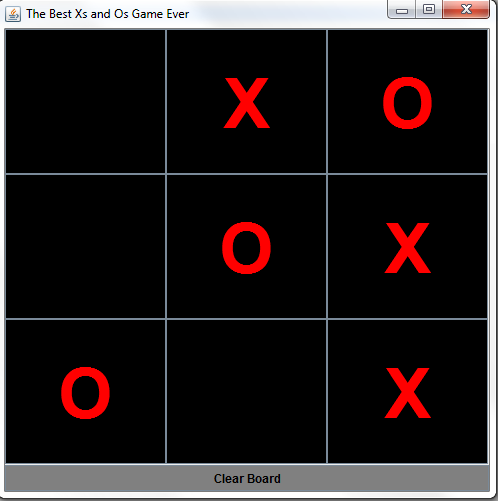 The Best Xs and Os Game Ever
X O
O X
O X
Clear Board